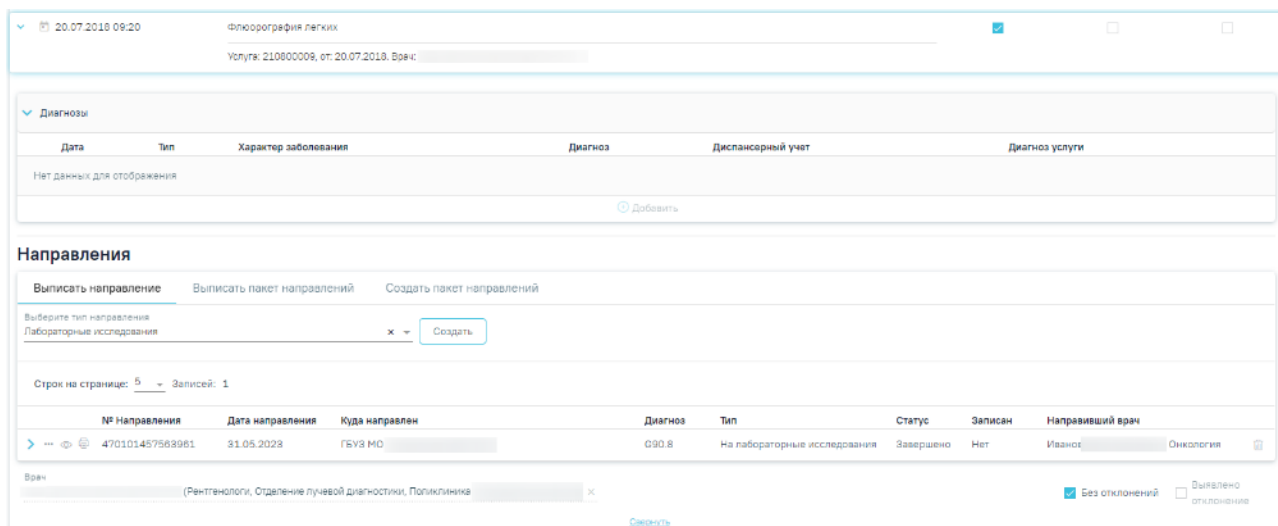 20.07.2018 09:20 Флюорография легких
Услуга: 210800009, от: 20.07.2018. Врач:
Диагнозы
Дата Тип Характер заболевания Диагноз Диспансерный учет Диагноз услуги
Нет данных для отображения
Добавить
Направления
Выписать направление Выписать пакет направлений Создать пакет направлений
Выберите тип направления
Лабораторные исследования
Создать
Строк на странице: 5 Записей: 1
№ Направления Дата направления Куда направлен Диагноз Тип Статус Записан Направивший врач
470101457563961 31.05.2023 ГБУЗ МО G90.8 На лабораторные исследования Завершено Нет Иванов Онкология
Врач
(Рентгенологи, Отделение лучевой диагностики, Поликлиника
Без отклонений Выявлено отклонение
Свернуть